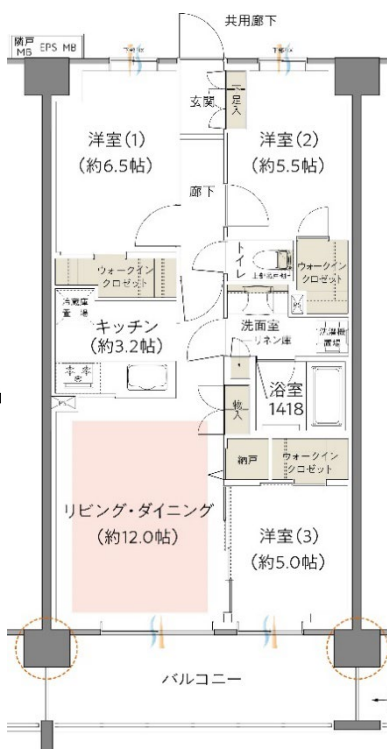 共用廊下
隣戸
MB EPS MB
玄関
下足入
洋室(1)
(約6.5帖)
洋室(2)
(約5.5帖)
廊下
トイレ
ウォークイン
クロゼット
ウォークイン
クロゼット
冷蔵庫
置場
キッチン
(約3.2帖)
洗面室
リネン庫
洗濯機
置場
物入
浴室
1418
納戸
ウォークイン
クロゼット
リビング・ダイニング
(約12.0帖)
洋室(3)
(約5.0帖)
バルコニー